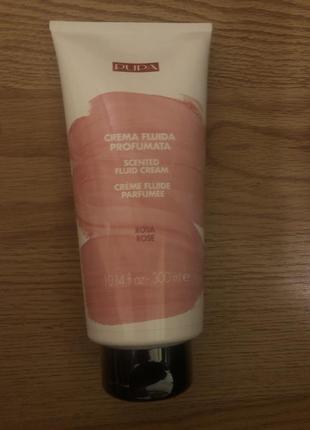 PUPA
CREMA FLUIDA
PROFUMATA
SCENTED
FLUID CREAM
CRÈME FLUIDE
PARFUMÉE
ROSA
ROSE
10.14 fl oz - 300 ml e